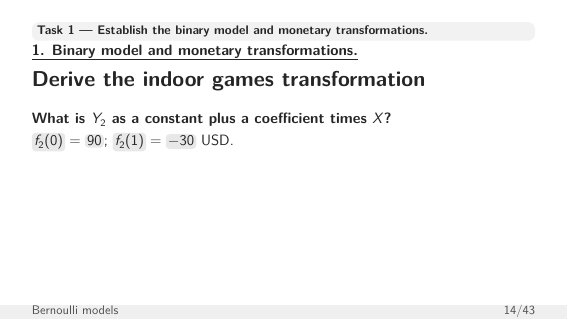 Task 1 — Establish the binary model and monetary transformations.
1. Binary model and monetary transformations.
Derive the indoor games transformation
What is Y₂ as a constant plus a coefficient times X?
f₂(0) = 90; f₂(1) = −30 USD.
Bernoulli models 14/43